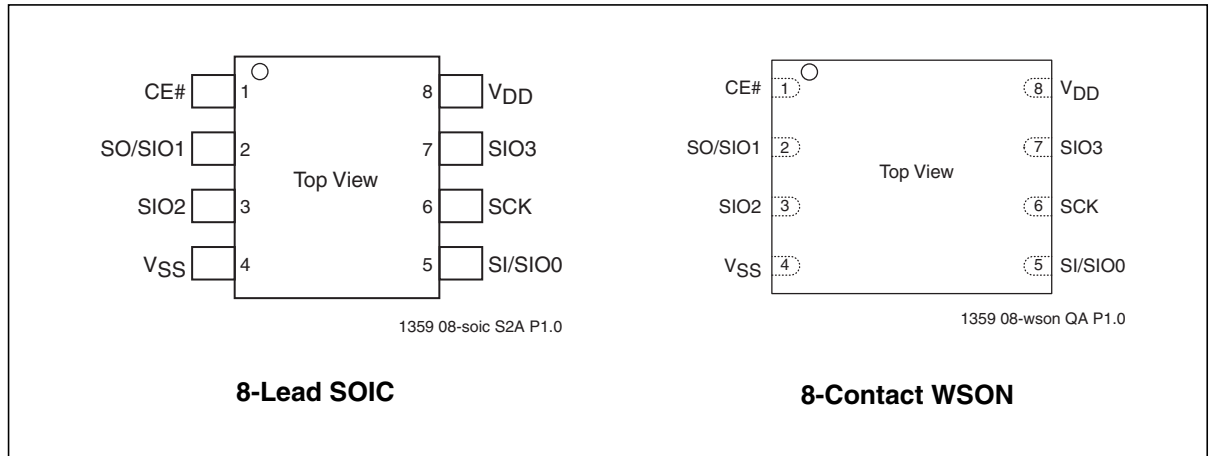 CE#
1
8
VDD
SO/SIO1
2
7
SIO3
Top View
SIO2
3
6
SCK
VSS
4
5
SI/SIO0
1359 08-soic S2A P1.0
8-Lead SOIC
CE#
1
8
VDD
SO/SIO1
2
7
SIO3
Top View
SIO2
3
6
SCK
VSS
4
5
SI/SIO0
1359 08-wson QA P1.0
8-Contact WSON